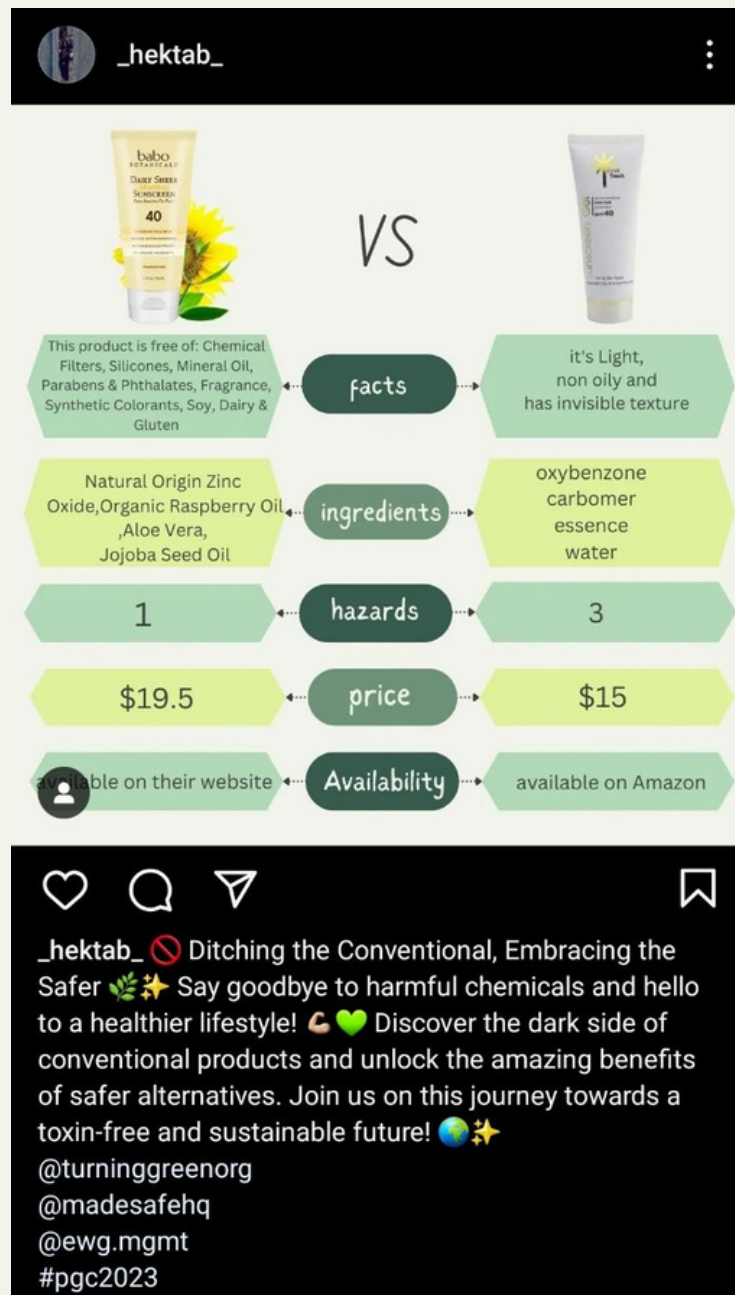 _hektab_
babo
BOTANICALS
DAILY SHEER
SUNSCREEN
40
VS
Touch
sunscreen
40
This product is free of: Chemical
Filters, Silicones, Mineral Oil,
Parabens & Phthalates, Fragrance,
Synthetic Colorants, Soy, Dairy &
Gluten
facts
it's Light,
non oily and
has invisible texture
Natural Origin Zinc
Oxide,Organic Raspberry Oil
,Aloe Vera,
Jojoba Seed Oil
ingredients
oxybenzone
carbomer
essence
water
1
hazards
3
$19.5
price
$15
available on their website
Availability
available on Amazon
_hektab_ 🚫 Ditching the Conventional, Embracing the
Safer 🌿✨ Say goodbye to harmful chemicals and hello
to a healthier lifestyle! 💪🏼💚 Discover the dark side of
conventional products and unlock the amazing benefits
of safer alternatives. Join us on this journey towards a
toxin-free and sustainable future! 🌍✨
@turninggreenorg
@madesafehq
@ewg.mgmt
#pgc2023